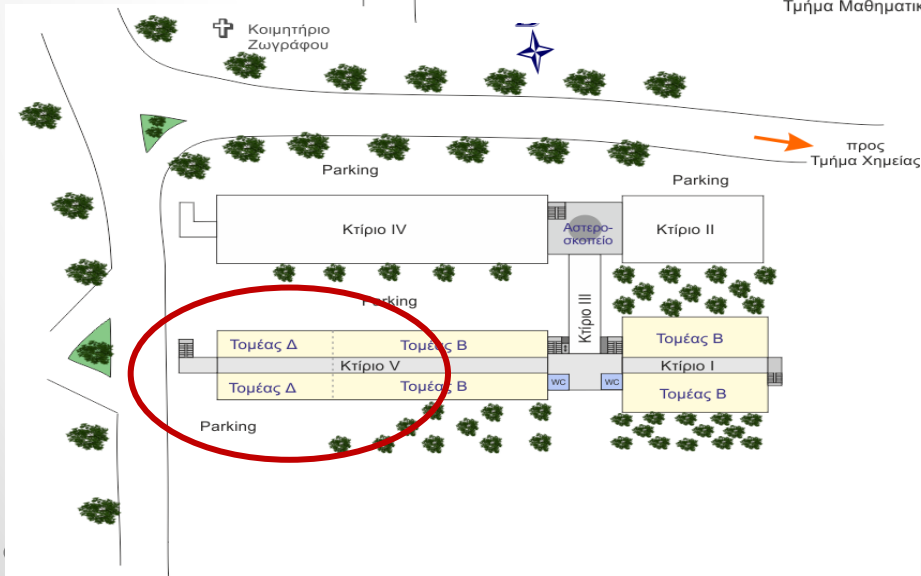 Τμήμα Μαθηματικ
Κοιμητήριο
Ζωγράφου
προς
Τμήμα Χημείας
Parking
Parking
Κτίριο IV
Αστερο-
σκοπείο
Κτίριο II
Parking
Κτίριο III
Τομέας Δ
Τομέας Β
Τομέας Β
Κτίριο V
Κτίριο I
Τομέας Δ
Τομέας Β
WC
WC
Τομέας Β
Parking